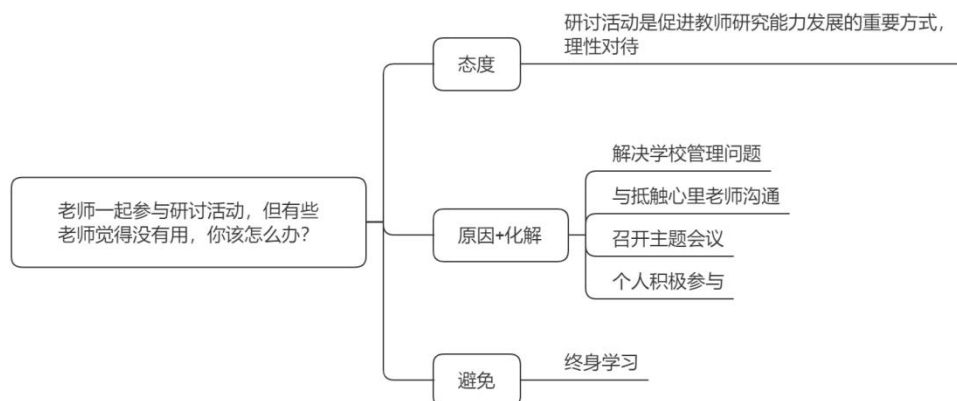 老师一起参与研讨活动，但有些
老师觉得没有用，你该怎么办？
态度
研讨活动是促进教师研究能力发展的重要方式，
理性对待
原因+化解
解决学校管理问题
与抵触心里老师沟通
召开主题会议
个人积极参与
避免
终身学习